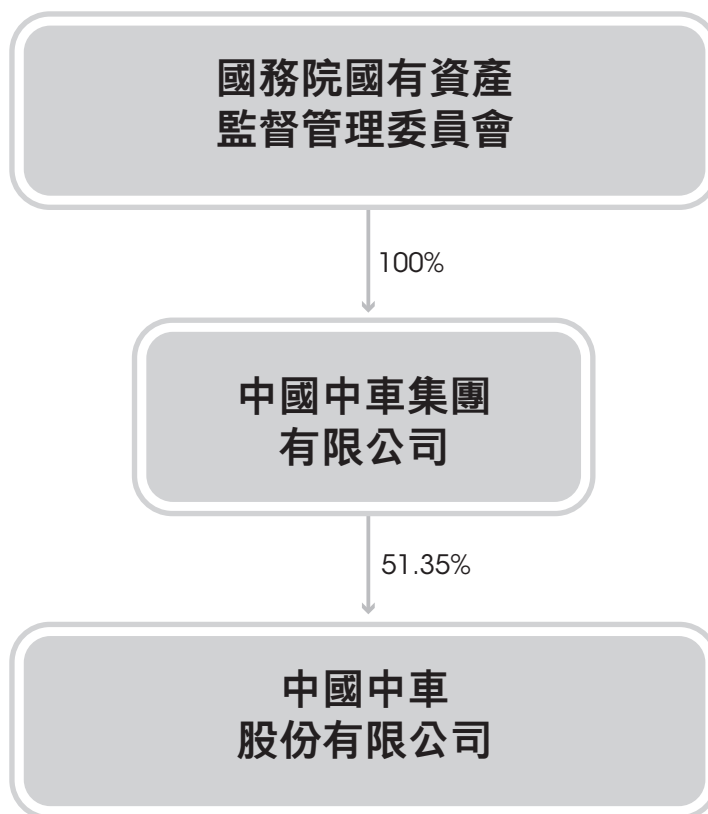 國務院國有資產
監督管理委員會
100%
中國中車集團
有限公司
51.35%
中國中車
股份有限公司